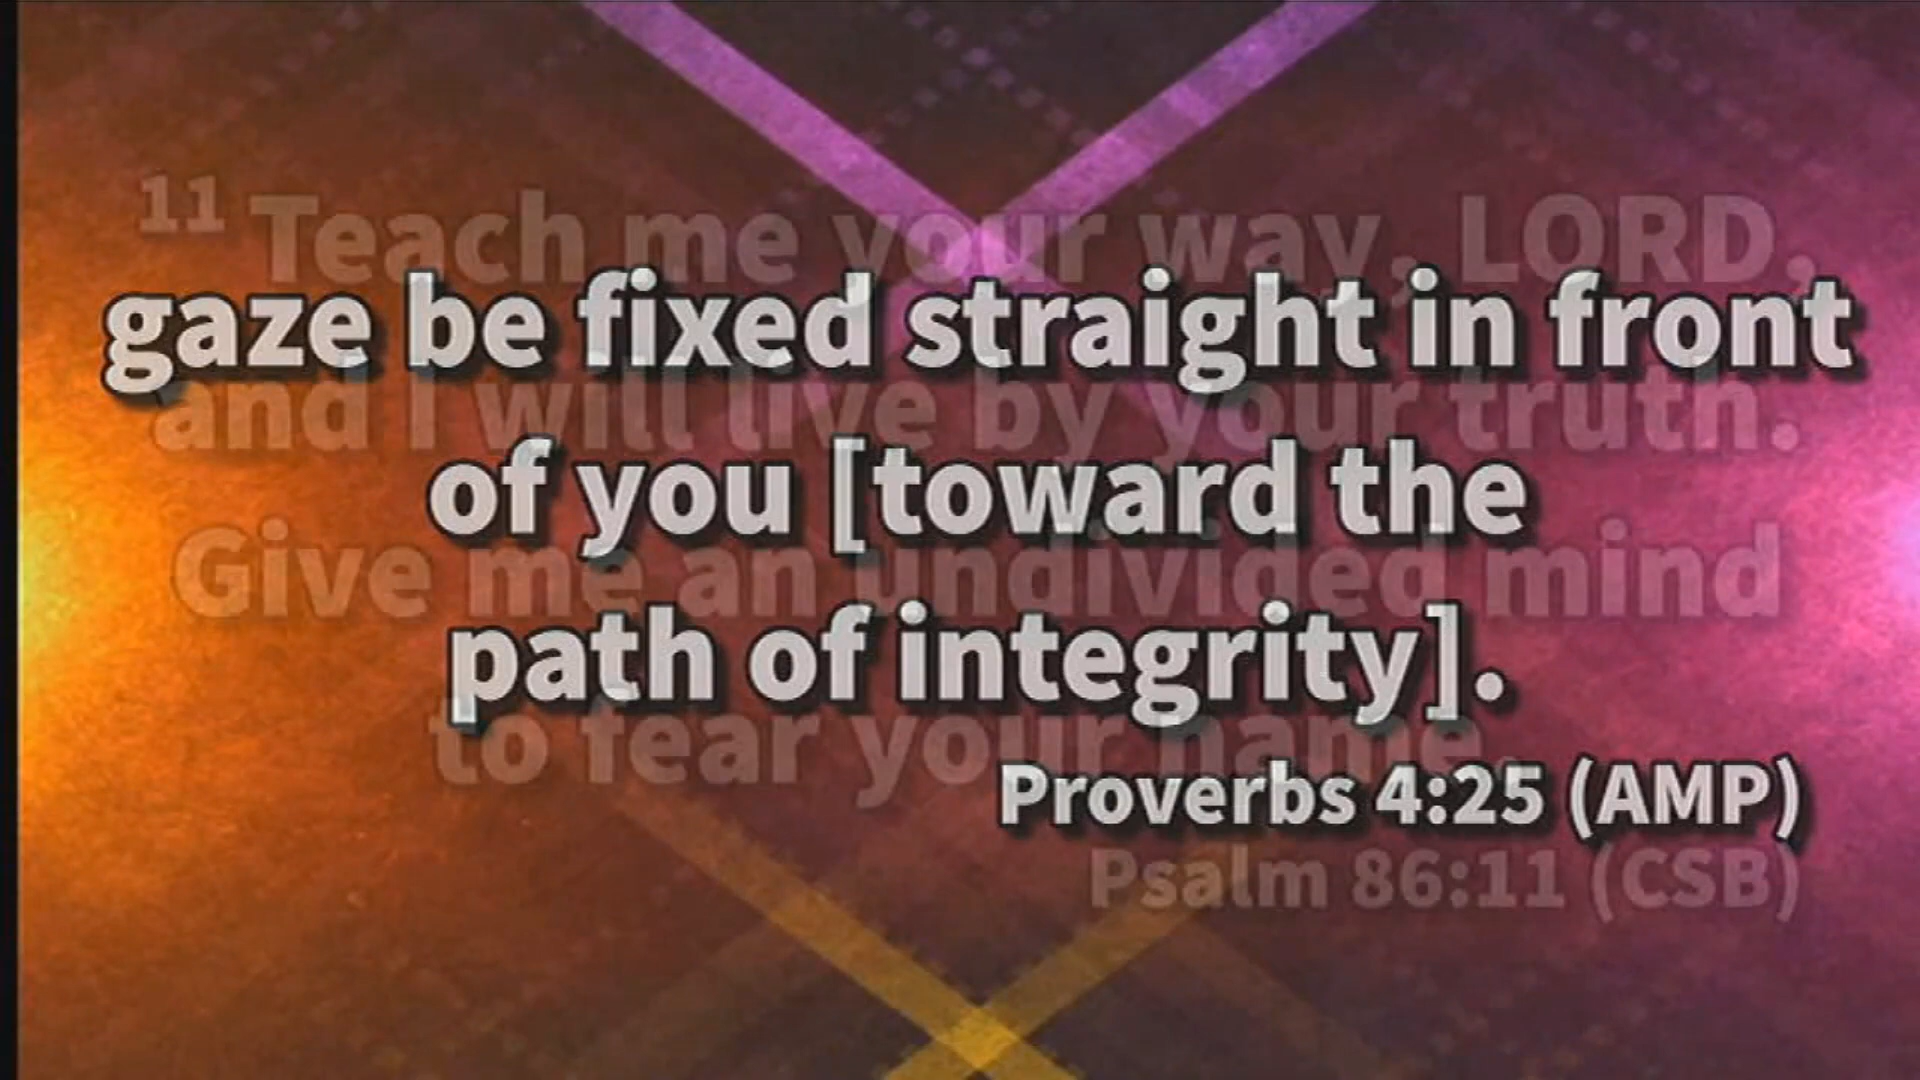 11 Teach me your way, LORD,
gaze be fixed straight in front
and I will live by your truth.
of you [toward the
Give me an undivided mind
path of integrity].
to fear your name.
Proverbs 4:25 (AMP)
Psalm 86:11 (CSB)